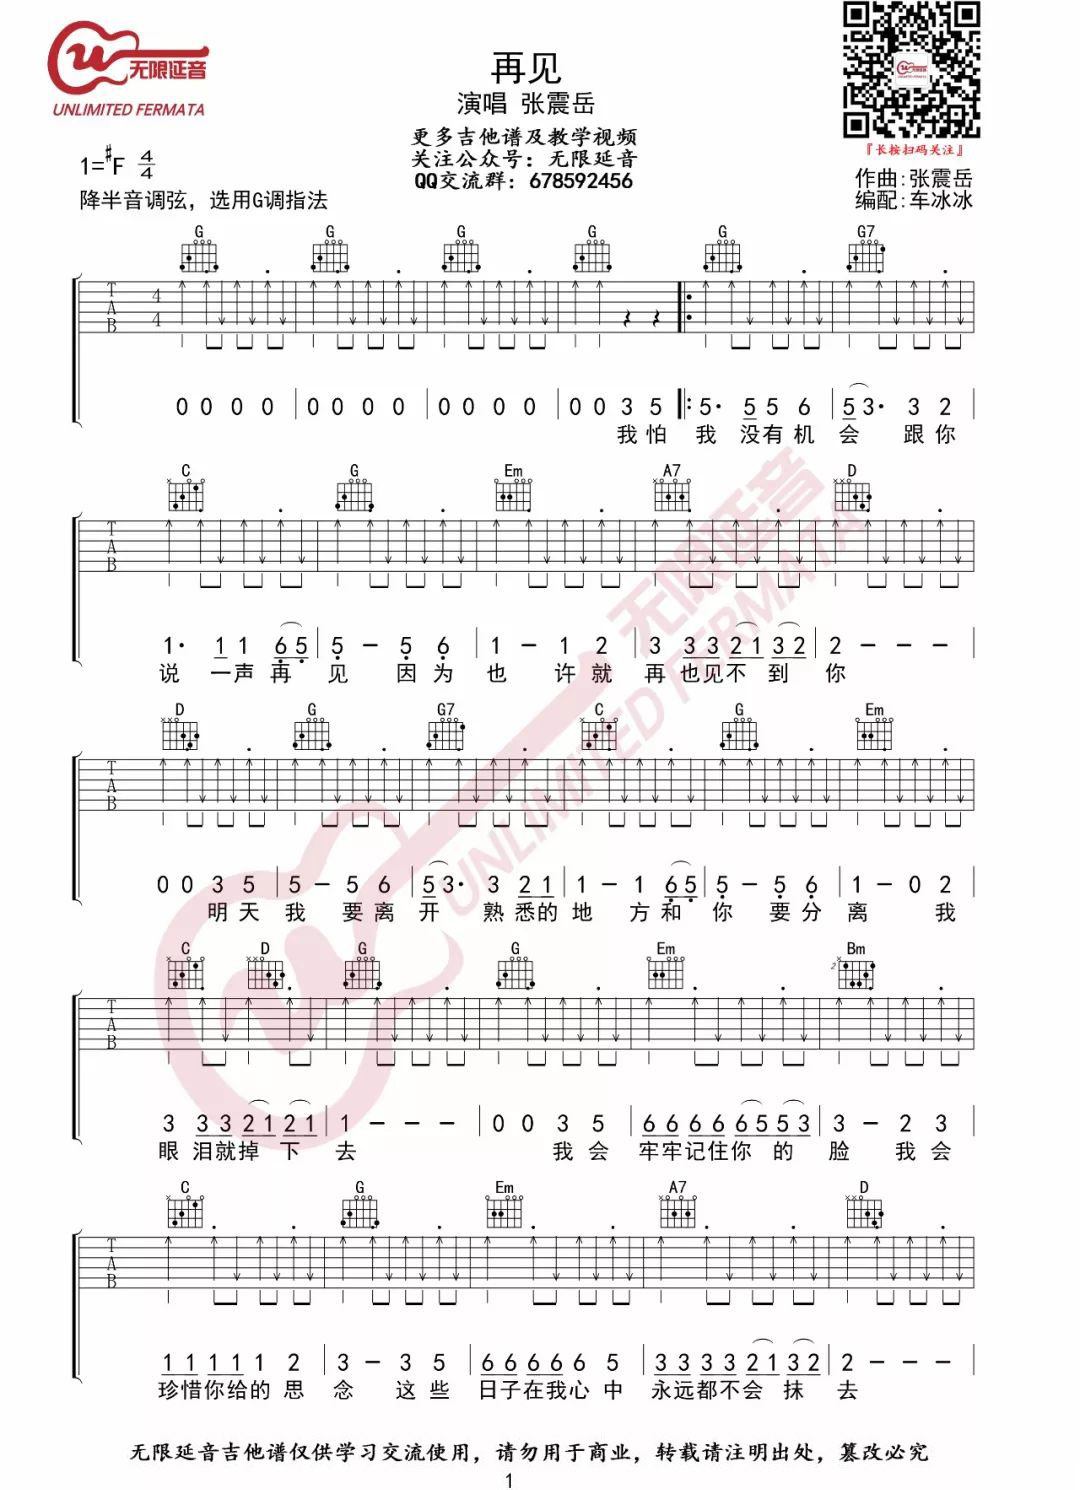 无限延音
UNLIMITED FERMATA
再见
演唱 张震岳
更多吉他谱及教学视频
关注公众号：无限延音
QQ交流群：678592456
『长按扫码关注』
1=#F 4/4
降半音调弦，选用G调指法
作曲:张震岳
编配:车冰冰
G G G G G G7
T A B 4/4
0 0 0 0 | 0 0 0 0 | 0 0 0 0 | 0 0 3 5 |: 5· 5 5 6 | 5 3· 3 2 |
我怕 我 没有机 会 跟你
C G Em A7 D
T A B
1· 1 1 6 5 | 5 - 5 6 | 1 - 1 2 | 3 3 3 2 1 3 2 | 2 - - - |
说 一声再 见 因为 也 许就 再也见不到 你
D G G7 C G Em
T A B
0 0 3 5 | 5 - 5 6 | 5 3· 3 2 1 | 1 - 1 6 5 | 5 - 5 6 | 1 - 0 2 |
明天 我 要离 开 熟悉的 地 方和 你 要分 离 我
C D G G Em Bm
2
T A B
3 3 3 2 1 2 1 | 1 - - - | 0 0 3 5 | 6 6 6 6 6 5 5 3 | 3 - 2 3 |
眼 泪就掉 下 去 我会 牢牢记住你 的 脸 我会
C G Em A7 D
T A B
1 1 1 1 1 2 | 3 - 3 5 | 6 6 6 6 6 5 | 3 3 3 3 2 1 3 2 | 2 - - - |
珍惜你给的思 念 这些 日子在我心中 永远都不会 抹 去
无限延音吉他谱仅供学习交流使用，请勿用于商业，转载请注明出处，篡改必究
1
无限延音
UNLIMITED FERMATA